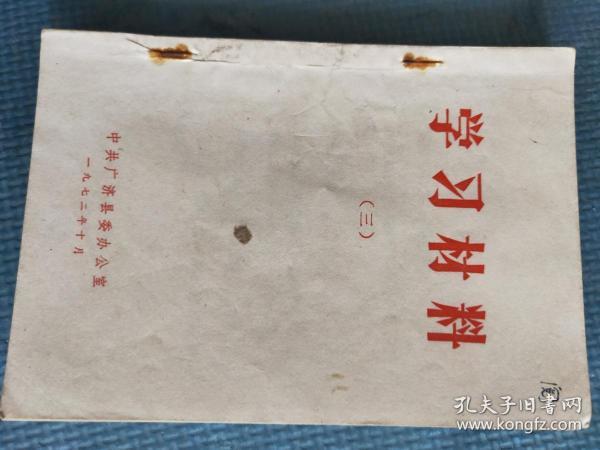 学习材料
（三）
中共广济县委办公室
一九七二年十月
孔夫子旧書网
www.kongfz.com